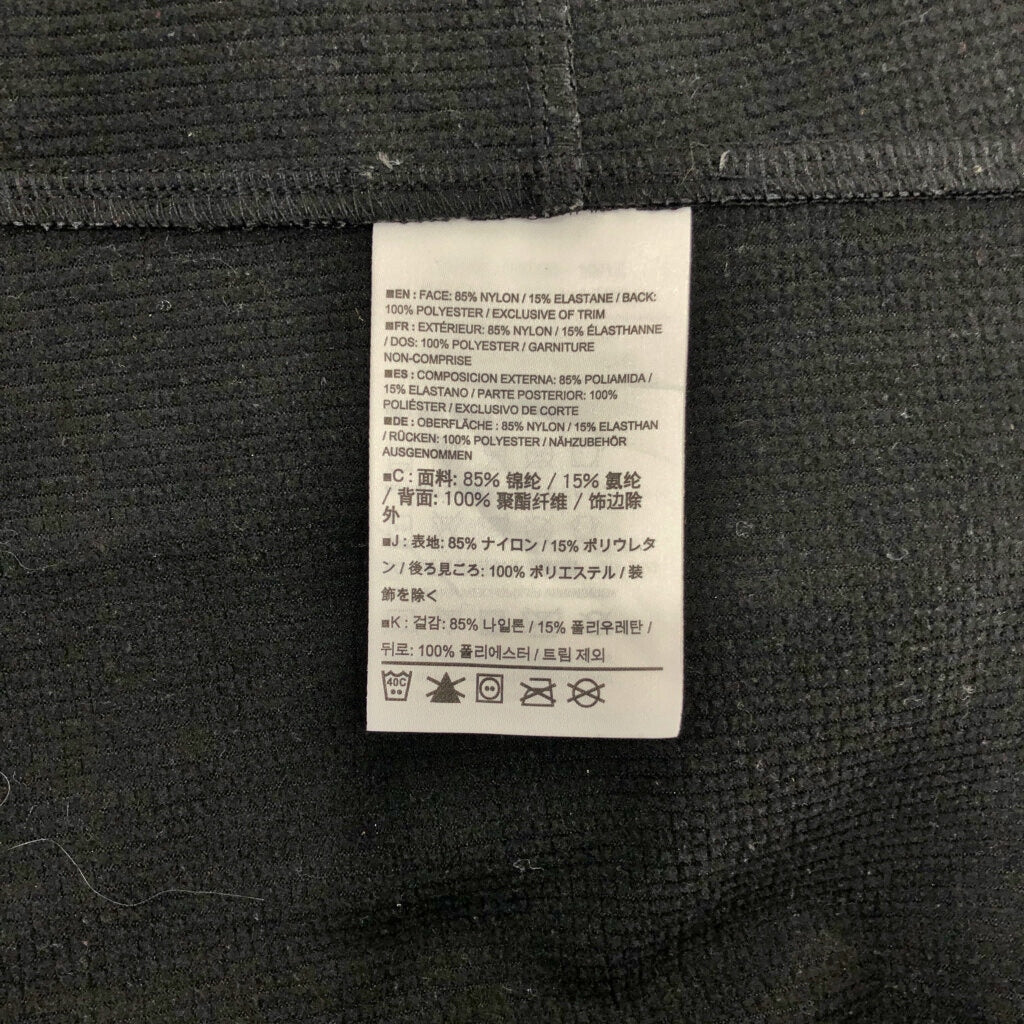 ■EN : FACE: 85% NYLON / 15% ELASTANE / BACK:
100% POLYESTER / EXCLUSIVE OF TRIM
■FR : EXTÉRIEUR: 85% NYLON / 15% ÉLASTHANNE
/ DOS: 100% POLYESTER / GARNITURE
NON-COMPRISE
■ES : COMPOSICION EXTERNA: 85% POLIAMIDA /
15% ELASTANO / PARTE POSTERIOR: 100%
POLIÉSTER / EXCLUSIVO DE CORTE
■DE : OBERFLÄCHE : 85% NYLON / 15% ELASTHAN
/ RÜCKEN: 100% POLYESTER / NÄHZUBEHÖR
AUSGENOMMEN
■C : 面料: 85% 锦纶 / 15% 氨纶
/ 背面: 100% 聚酯纤维 / 饰边除
外
■J : 表地: 85% ナイロン / 15% ポリウレタ
ン / 後ろ見ごろ: 100% ポリエステル / 装
飾を除く
■K : 겉감: 85% 나일론 / 15% 폴리우레탄 /
뒤로: 100% 폴리에스터 / 트림 제외
40C